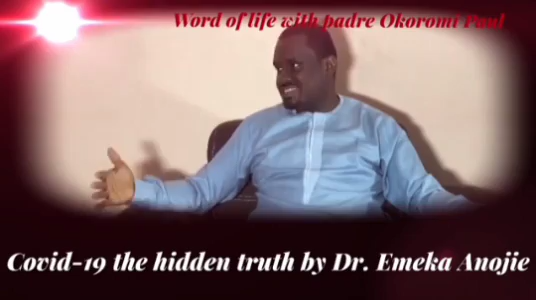 Word of life with padre Okoromi Paul
Covid-19 the hidden truth by Dr. Emeka Anojie